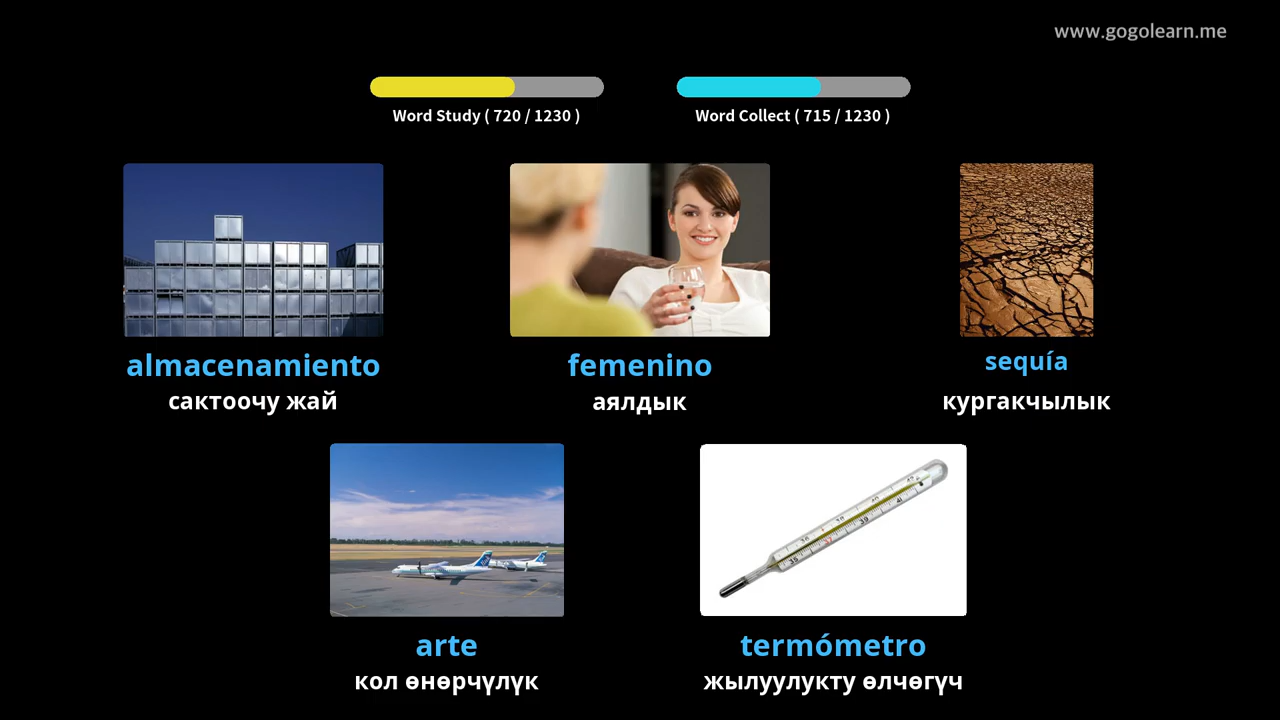 www.gogolearn.me
Word Study ( 720 / 1230 )
Word Collect ( 715 / 1230 )
almacenamiento
сактоочу жай
femenino
аялдык
sequía
кургакчылык
arte
кол өнөрчүлүк
termómetro
жылуулукту өлчөгүч